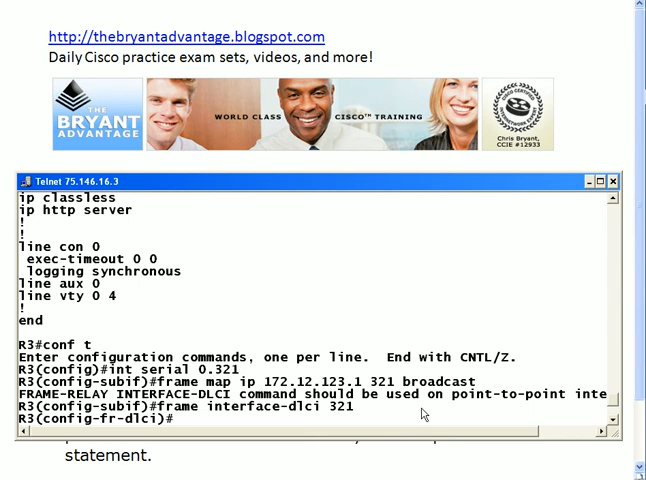 http://thebryantadvantage.blogspot.com
Daily Cisco practice exam sets, videos, and more!
THE
BRYANT
ADVANTAGE
WORLD CLASS CISCO™ TRAINING
Chris Bryant,
CCIE #12933
Telnet 75.146.16.3
ip classless
ip http server
!
!
line con 0
exec-timeout 0 0
logging synchronous
line aux 0
line vty 0 4
!
end
R3#conf t
Enter configuration commands, one per line. End with CNTL/Z.
R3(config)#int serial 0.321
R3(config-subif)#frame map ip 172.12.123.1 321 broadcast
FRAME-RELAY INTERFACE-DLCI command should be used on point-to-point inte
R3(config-subif)#frame interface-dlci 321
R3(config-fr-dlci)#
statement.